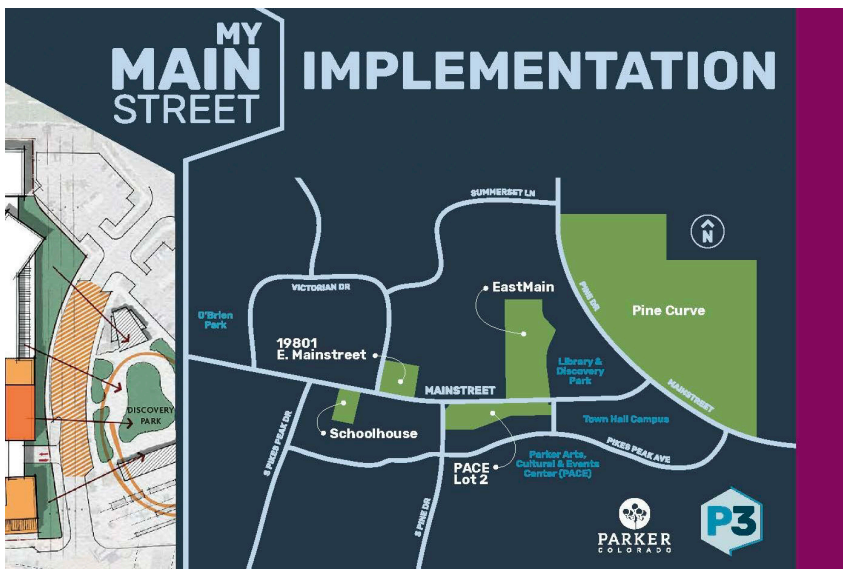 MY
MAIN
STREET
IMPLEMENTATION
SUMMERSET LN
N
VICTORIAN DR
EastMain
PINE DR
Pine Curve
O'Brien
Park
19801
E. Mainstreet
Library &
Discovery
Park
MAINSTREET
MAINSTREET
DISCOVERY
PARK
S PIKES PEAK DR
Schoolhouse
Town Hall Campus
PIKES PEAK AVE
PACE
Lot 2
Parker Arts,
Cultural & Events
Center (PACE)
S PINE DR
PARKER
COLORADO
P3